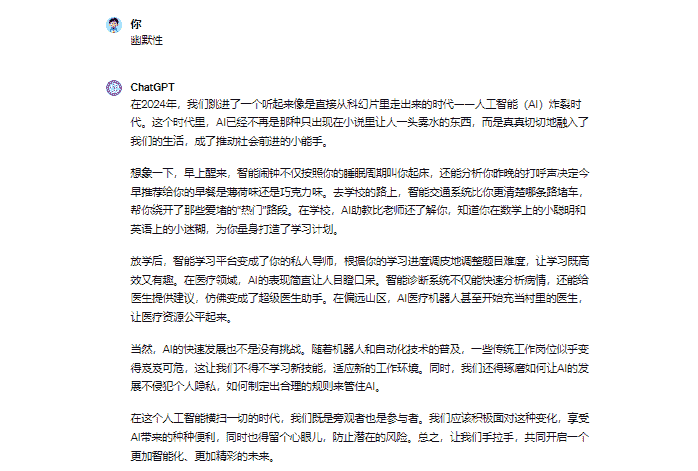 你
幽默性
ChatGPT
在2024年，我们跳进了一个听起来像是直接从科幻片里走出来的时代——人工智能（AI）炸裂时
代。这个时代里，AI已经不再是那种只出现在小说里让人一头雾水的东西，而是真真切切地融入了
我们的生活，成了推动社会前进的小能手。
想象一下，早上醒来，智能闹钟不仅按照你的睡眠周期叫你起床，还能分析你昨晚的打呼声决定今
早推荐给你的早餐是薄荷味还是巧克力味。去学校的路上，智能交通系统比你更清楚哪条路堵车，
帮你绕开了那些爱堵的“热门”路段。在学校，AI助教比老师还了解你，知道你在数学上的小聪明和
英语上的小迷糊，为你量身打造了学习计划。
放学后，智能学习平台变成了你的私人导师，根据你的学习进度调皮地调整题目难度，让学习既高
效又有趣。在医疗领域，AI的表现简直让人目瞪口呆。智能诊断系统不仅能快速分析病情，还能给
医生提供建议，仿佛变成了超级医生助手。在偏远山区，AI医疗机器人甚至开始充当村里的医生，
让医疗资源公平起来。
当然，AI的快速发展也不是没有挑战。随着机器人和自动化技术的普及，一些传统工作岗位似乎变
得岌岌可危，这让我们不得不学习新技能，适应新的工作环境。同时，我们还得琢磨如何让AI的发
展不侵犯个人隐私，如何制定出合理的规则来管住AI。
在这个人工智能横扫一切的时代，我们既是旁观者也是参与者。我们应该积极面对这种变化，享受
AI带来的种种便利，同时也得留个心眼儿，防止潜在的风险。总之，让我们手拉手，共同开启一个
更加智能化、更加精彩的未来。